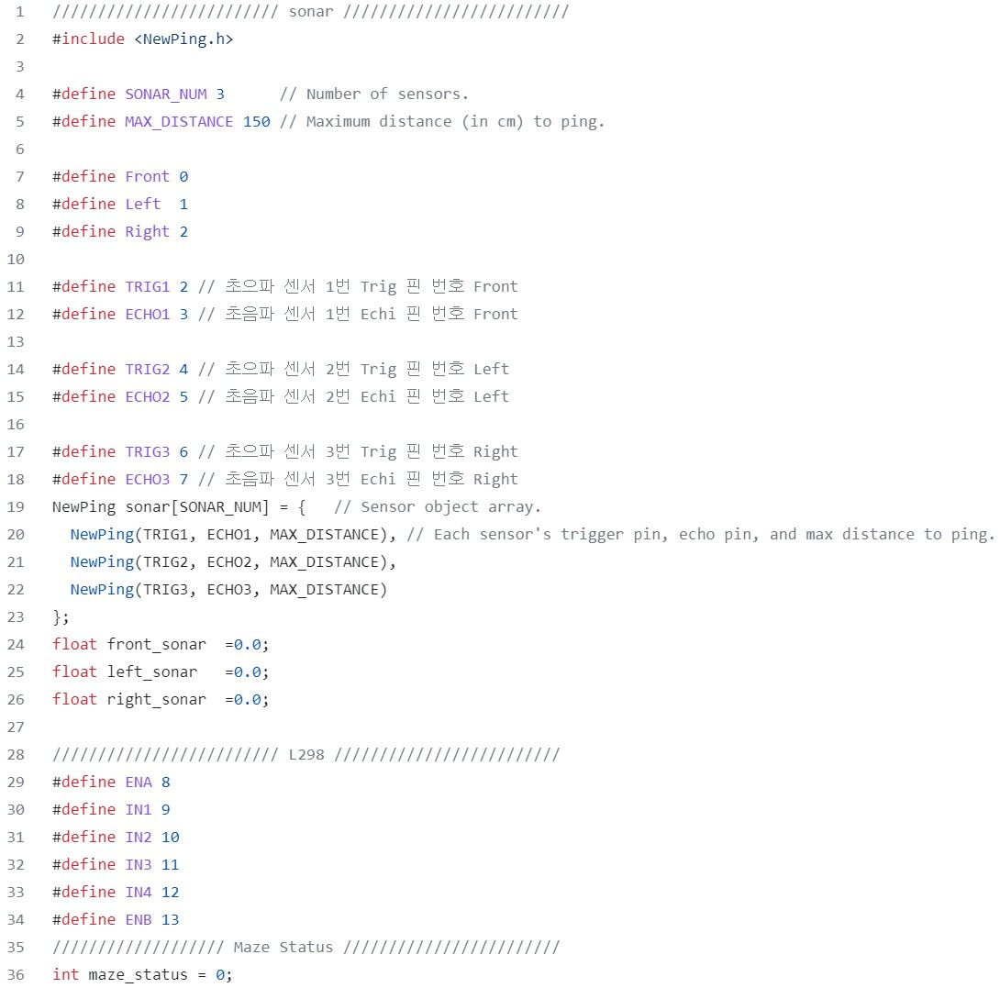 1 ///////////////////////// sonar /////////////////////////
2 #include <NewPing.h>
3
4 #define SONAR_NUM 3      // Number of sensors.
5 #define MAX_DISTANCE 150 // Maximum distance (in cm) to ping.
6
7 #define Front 0
8 #define Left  1
9 #define Right 2
10
11 #define TRIG1 2 // 초으파 센서 1번 Trig 핀 번호 Front
12 #define ECHO1 3 // 초음파 센서 1번 Echi 핀 번호 Front
13
14 #define TRIG2 4 // 초으파 센서 2번 Trig 핀 번호 Left
15 #define ECHO2 5 // 초음파 센서 2번 Echi 핀 번호 Left
16
17 #define TRIG3 6 // 초으파 센서 3번 Trig 핀 번호 Right
18 #define ECHO3 7 // 초음파 센서 3번 Echi 핀 번호 Right
19 NewPing sonar[SONAR_NUM] = {   // Sensor object array.
20   NewPing(TRIG1, ECHO1, MAX_DISTANCE), // Each sensor's trigger pin, echo pin, and max distance to ping.
21   NewPing(TRIG2, ECHO2, MAX_DISTANCE),
22   NewPing(TRIG3, ECHO3, MAX_DISTANCE)
23 };
24 float front_sonar  =0.0;
25 float left_sonar   =0.0;
26 float right_sonar  =0.0;
27
28 ///////////////////////// L298 /////////////////////////
29 #define ENA 8
30 #define IN1 9
31 #define IN2 10
32 #define IN3 11
33 #define IN4 12
34 #define ENB 13
35 /////////////////// Maze Status ////////////////////////
36 int maze_status = 0;